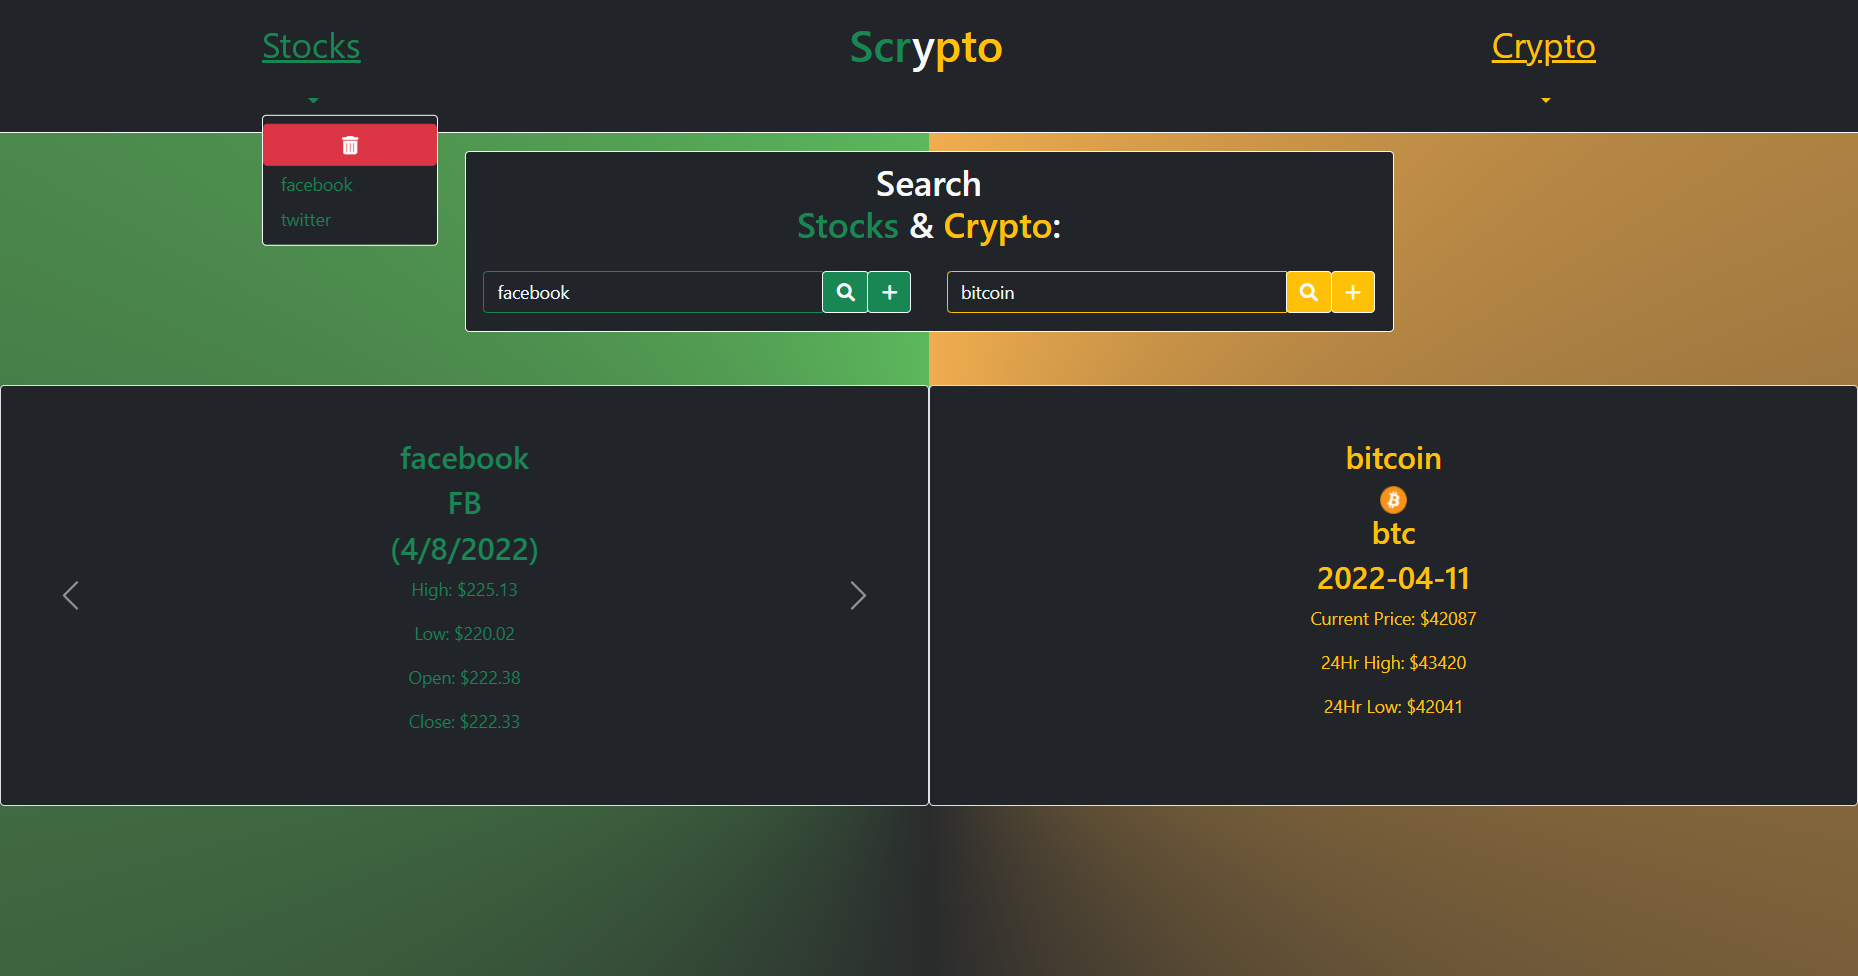 Stocks
Scrypto
Crypto
facebook
twitter
Search
Stocks & Crypto:
facebook
bitcoin
facebook
FB
(4/8/2022)
High: $225.13
Low: $220.02
Open: $222.38
Close: $222.33
bitcoin
btc
2022-04-11
Current Price: $42087
24Hr High: $43420
24Hr Low: $42041